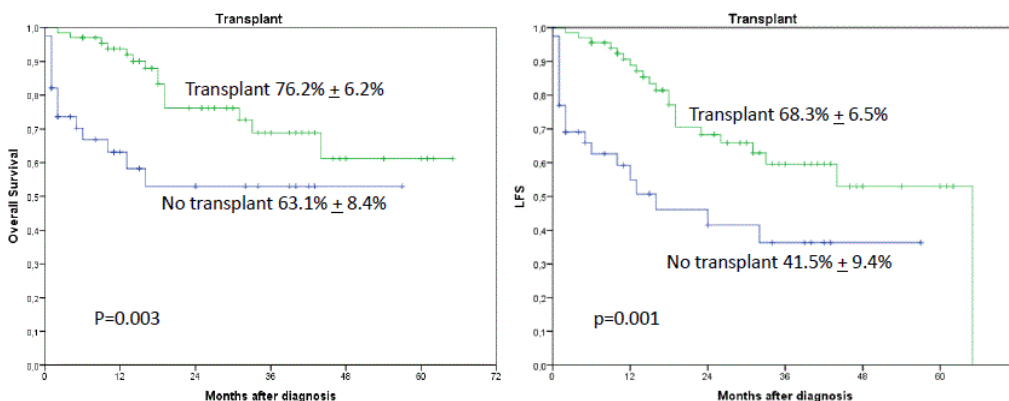 Transplant
Overall Survival
1,0
0,9
0,8
0,7
0,6
0,5
0,4
0,3
0,2
0,1
0,0
Transplant 76.2% ± 6.2%
No transplant 63.1% ± 8.4%
P=0.003
0 12 24 36 48 60 72
Months after diagnosis
Transplant
LFS
1,0
0,9
0,8
0,7
0,6
0,5
0,4
0,3
0,2
0,1
0,0
Transplant 68.3% ± 6.5%
No transplant 41.5% ± 9.4%
p=0.001
0 12 24 36 48 60
Months after diagnosis